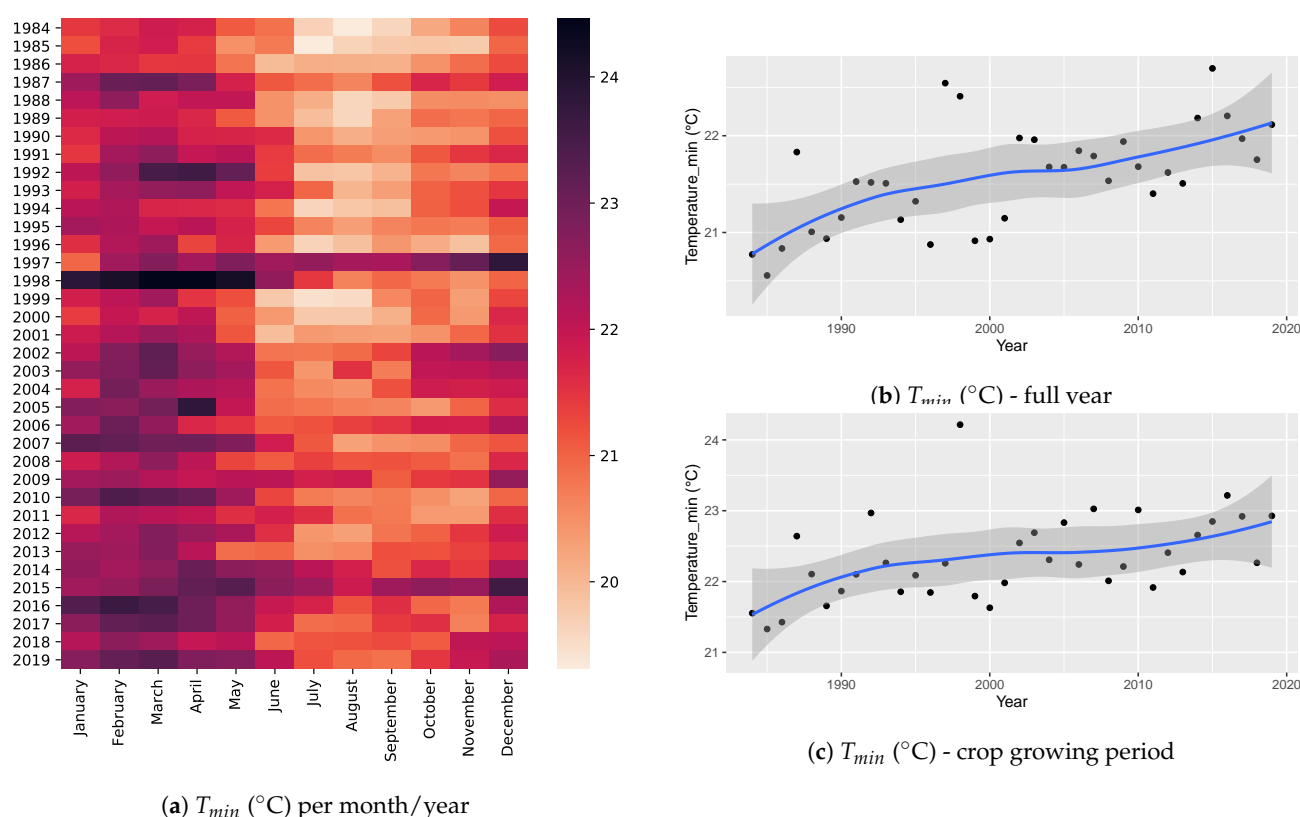 1984
1985
1986
1987
1988
1989
1990
1991
1992
1993
1994
1995
1996
1997
1998
1999
2000
2001
2002
2003
2004
2005
2006
2007
2008
2009
2010
2011
2012
2013
2014
2015
2016
2017
2018
2019
January
February
March
April
May
June
July
August
September
October
November
December
24
23
22
21
20
(a) Tmin (°C) per month/year
Temperature_min (°C)
22
21
1990 2000 2010 2020
Year
(b) Tmin (°C) - full year
Temperature_min (°C)
24
23
22
21
1990 2000 2010 2020
Year
(c) Tmin (°C) - crop growing period